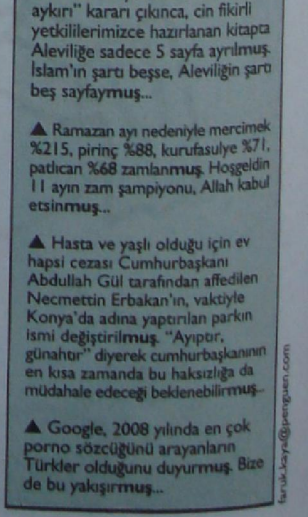 aykırı" kararı çıkınca, cin fikirli
yetkililerimizce hazırlanan kitapta
Aleviliğe sadece 5 sayfa ayrılmış.
İslam'ın şartı beşse, Aleviliğin şartı
beş sayfaymuş...
▲ Ramazan ayı nedeniyle mercimek
%215, pirinç %88, kurufasulye %71,
patlıcan %68 zamlanmuş. Hoşgeldin
11 ayın zam şampiyonu, Allah kabul
etsinmuş...
▲ Hasta ve yaşlı olduğu için ev
hapsi cezası Cumhurbaşkanı
Abdullah Gül tarafından affedilen
Necmettin Erbakan'ın, vaktiyle
Konya'da adına yaptırılan parkın
ismi değiştirilmuş. "Ayıptır,
günahtır" diyerek cumhurbaşkanının
en kısa zamanda bu haksızlığa da
müdahale edeceği beklenebilirmuş...
▲ Google, 2008 yılında en çok
porno sözcüğünü arayanların
Türkler olduğunu duyurmuş. Bize
de bu yakışırmuş...
faruk.kaya@penguen.com